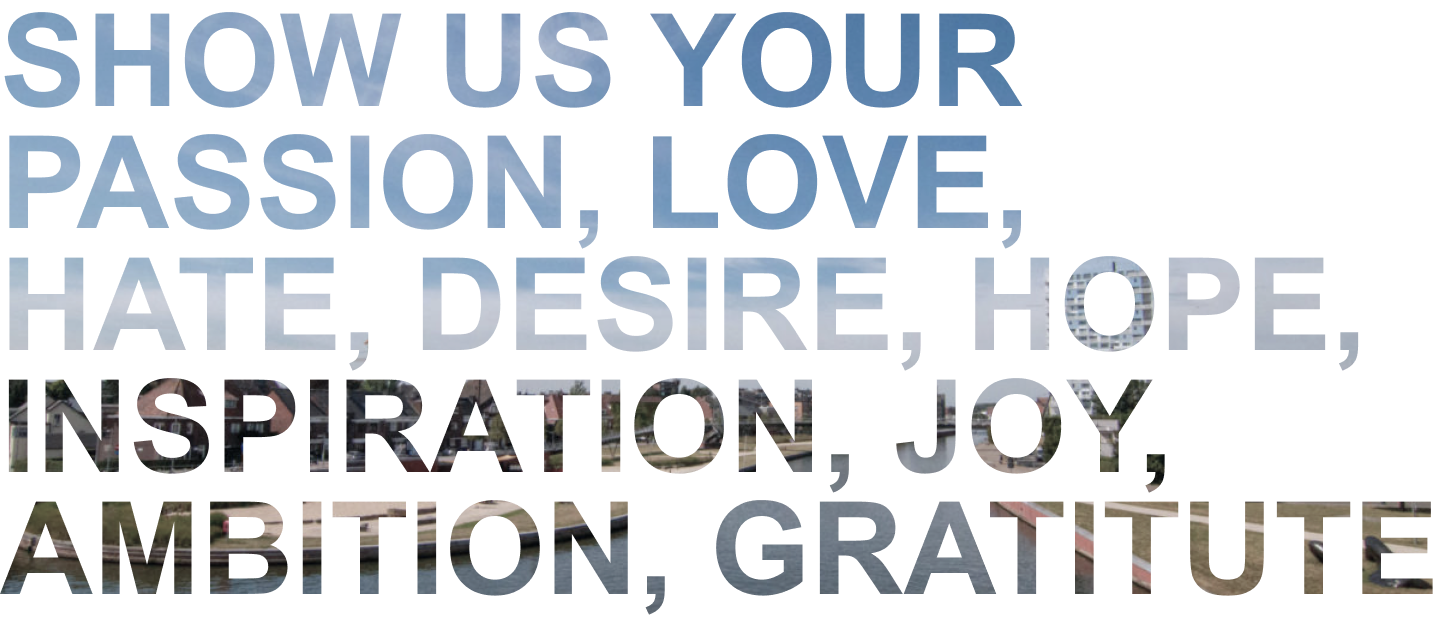 SHOW US YOUR
PASSION, LOVE,
HATE, DESIRE, HOPE,
INSPIRATION, JOY,
AMBITION, GRATITUTE